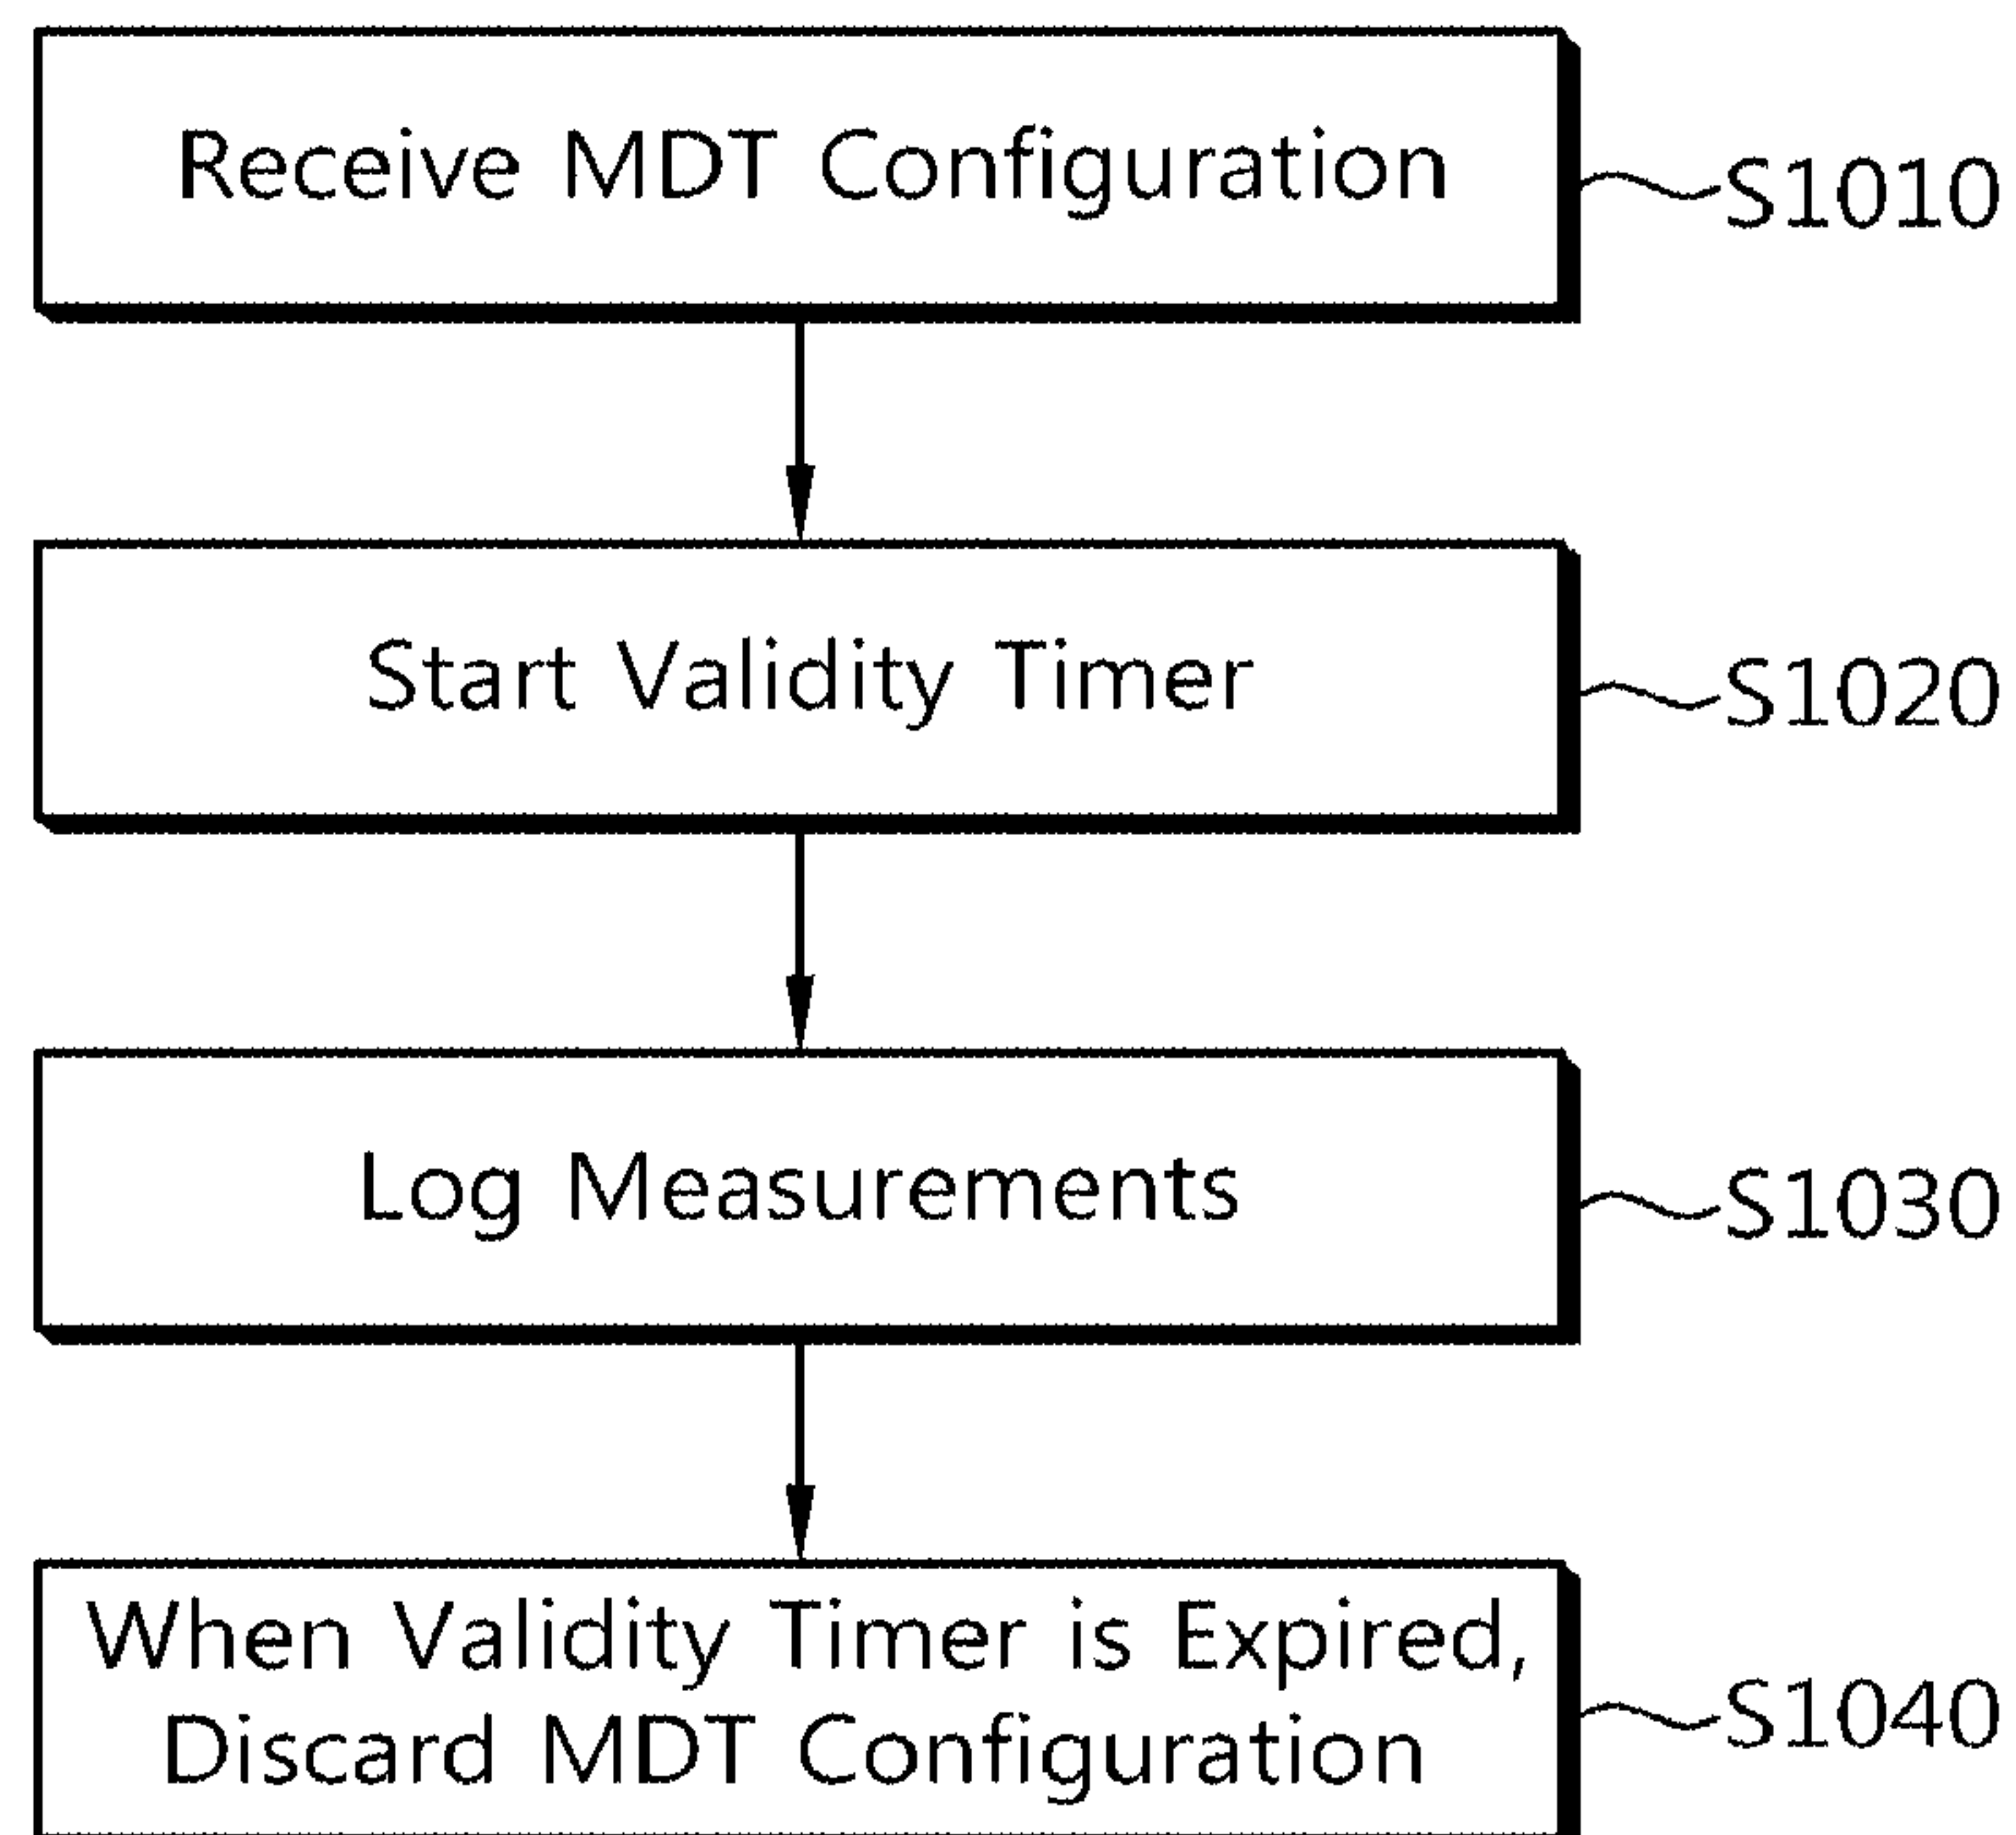 Receive MDT Configuration
S1010
Start Validity Timer
S1020
Log Measurements
S1030
When Validity Timer is Expired,
Discard MDT Configuration
S1040